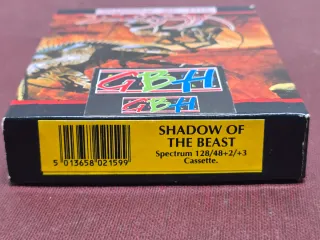 GBH
GBH
SHADOW OF
THE BEAST
Spectrum 128/48+2/+3
Cassette.
5 013658 021599